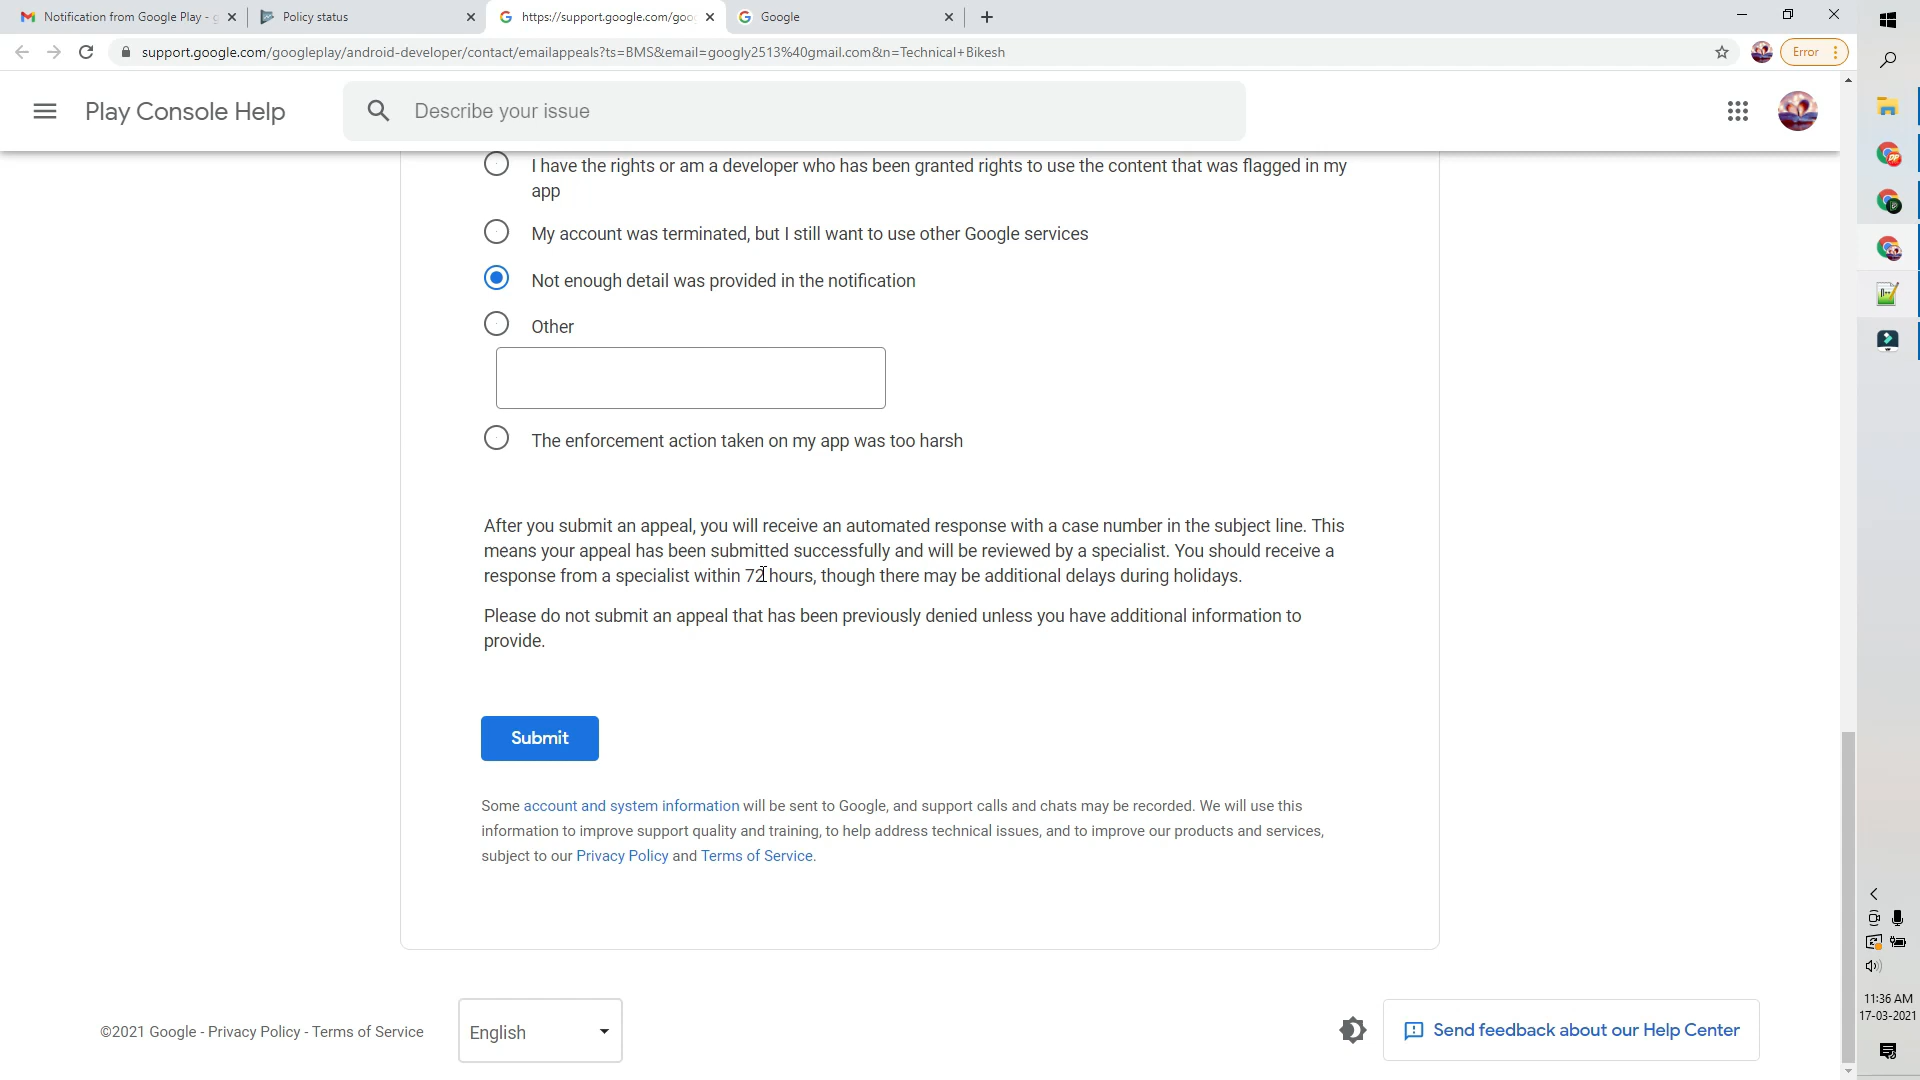 Notification from Google Play - g
Policy status
https://support.google.com/goo
Google
support.google.com/googleplay/android-developer/contact/emailappeals?ts=BMS&email=googly2513%40gmail.com&n=Technical+Bikesh
Error
Play Console Help
Describe your issue
I have the rights or am a developer who has been granted rights to use the content that was flagged in my
app
My account was terminated, but I still want to use other Google services
Not enough detail was provided in the notification
Other
The enforcement action taken on my app was too harsh
After you submit an appeal, you will receive an automated response with a case number in the subject line. This
means your appeal has been submitted successfully and will be reviewed by a specialist. You should receive a
response from a specialist within 72 hours, though there may be additional delays during holidays.
Please do not submit an appeal that has been previously denied unless you have additional information to
provide.
Submit
Some account and system information will be sent to Google, and support calls and chats may be recorded. We will use this
information to improve support quality and training, to help address technical issues, and to improve our products and services,
subject to our Privacy Policy and Terms of Service.
11:36 AM
17-03-2021
©2021 Google - Privacy Policy - Terms of Service
English
Send feedback about our Help Center